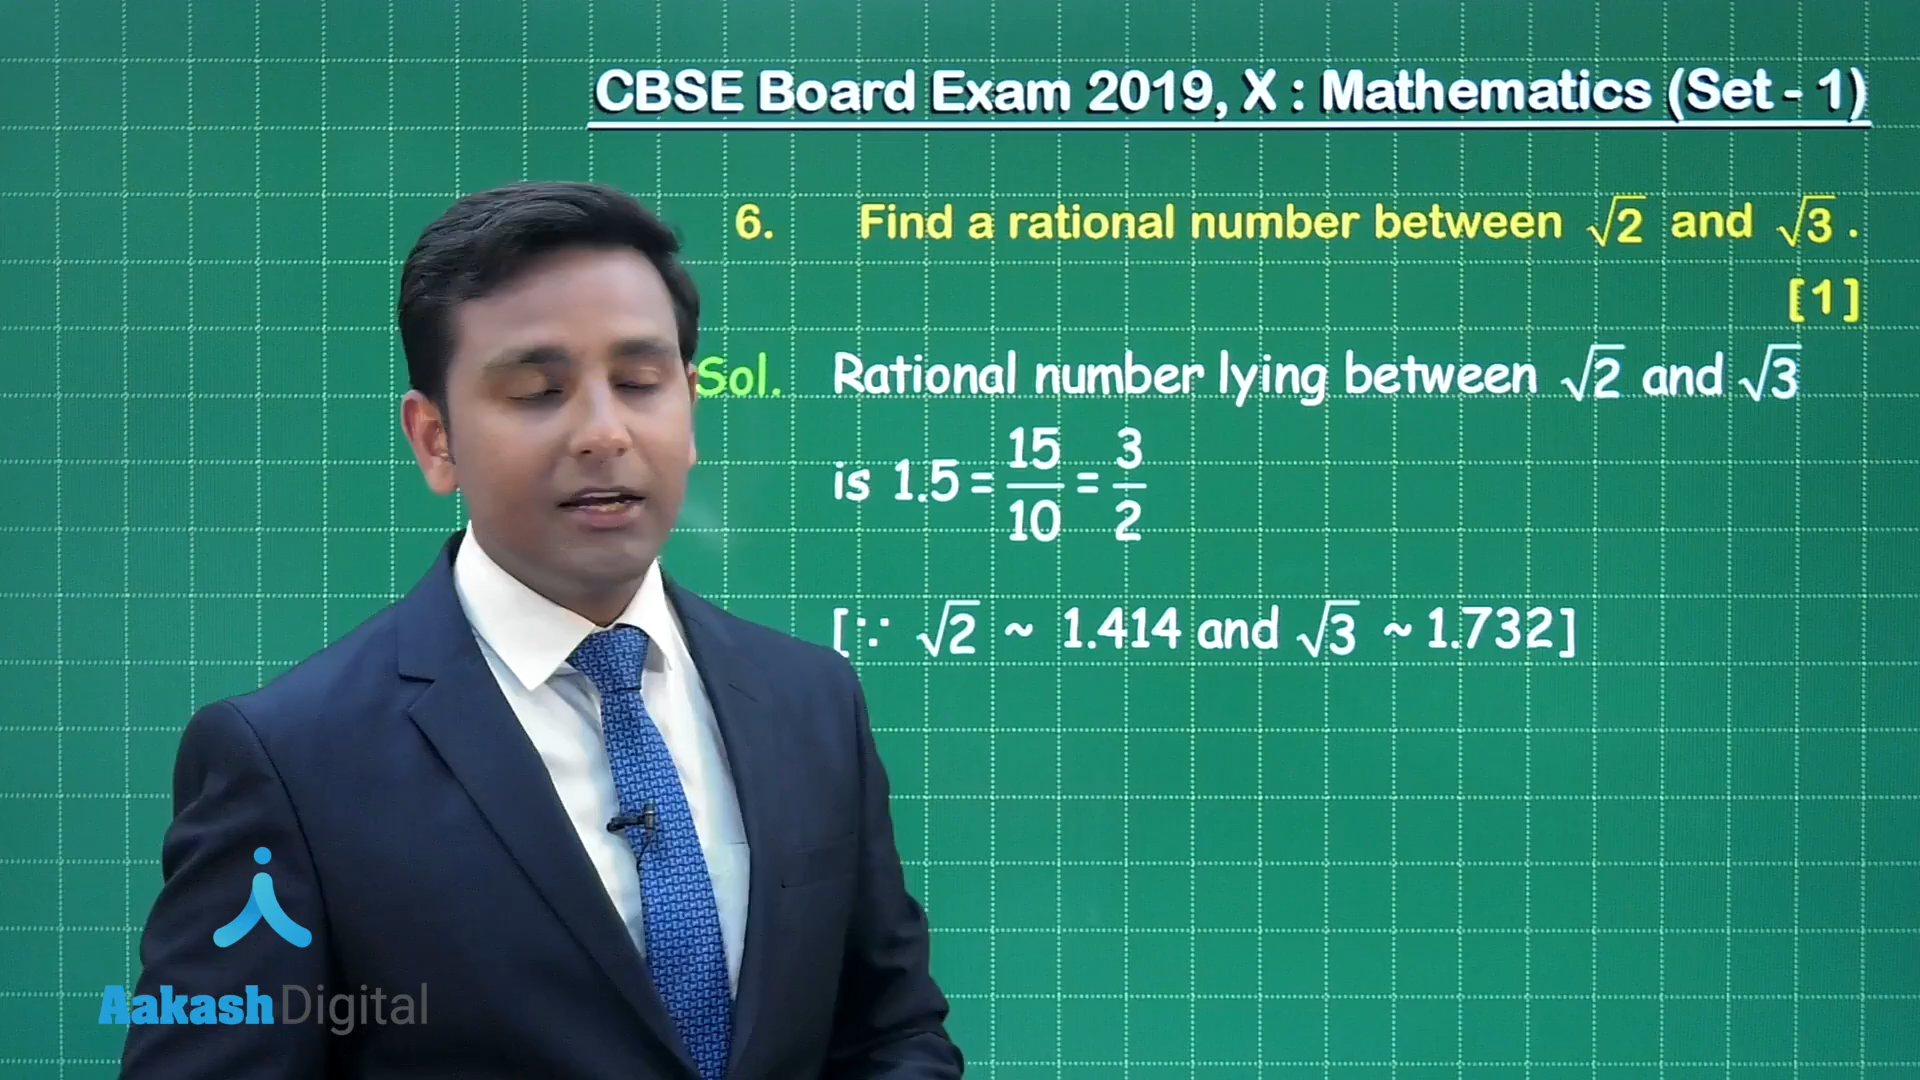 CBSE Board Exam 2019, X : Mathematics (Set - 1)
6. Find a rational number between √2 and √3 .
[1]
Sol. Rational number lying between √2 and √3
is 1.5 = 15/10 = 3/2
[∵ √2 ~ 1.414 and √3 ~ 1.732]
Aakash Digital